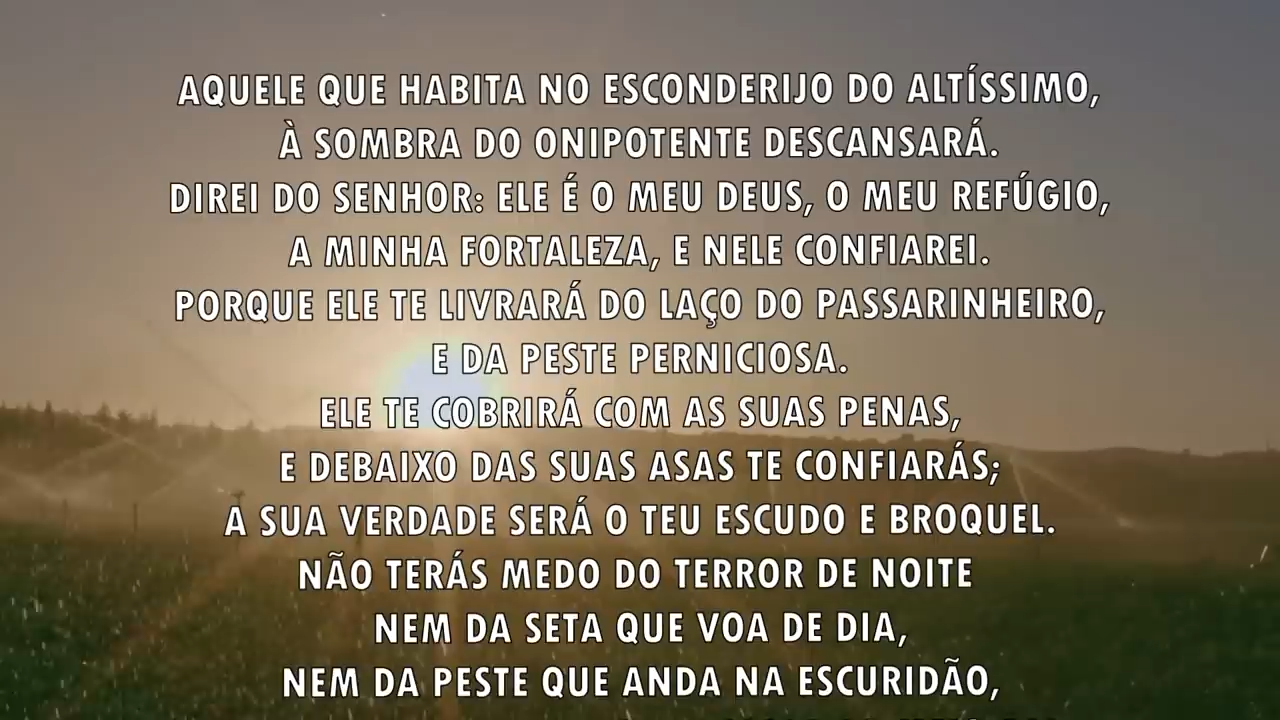 AQUELE QUE HABITA NO ESCONDERIJO DO ALTÍSSIMO,
À SOMBRA DO ONIPOTENTE DESCANSARÁ.
DIREI DO SENHOR: ELE É O MEU DEUS, O MEU REFÚGIO,
A MINHA FORTALEZA, E NELE CONFIAREI.
PORQUE ELE TE LIVRARÁ DO LAÇO DO PASSARINHEIRO,
E DA PESTE PERNICIOSA.
ELE TE COBRIRÁ COM AS SUAS PENAS,
E DEBAIXO DAS SUAS ASAS TE CONFIARÁS;
A SUA VERDADE SERÁ O TEU ESCUDO E BROQUEL.
NÃO TERÁS MEDO DO TERROR DE NOITE
NEM DA SETA QUE VOA DE DIA,
NEM DA PESTE QUE ANDA NA ESCURIDÃO,